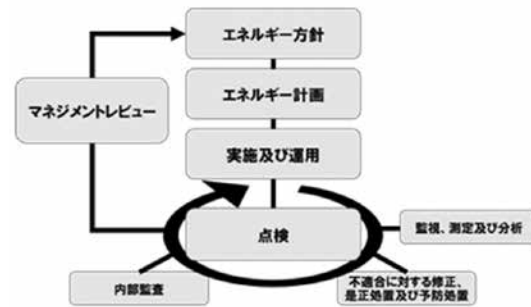 エネルギー方針
エネルギー計画
マネジメントレビュー
実施及び運用
点検
監視、測定及び分析
内部監査
不適合に対する修正、
是正処置及び予防処置